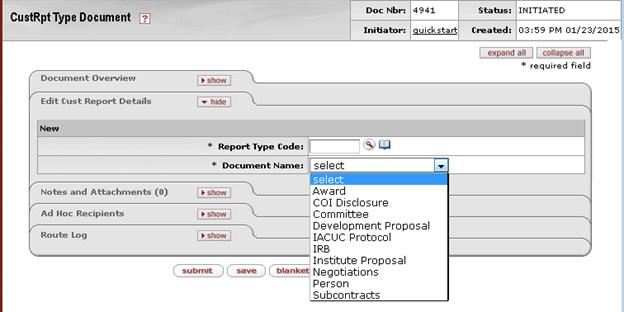 CustRpt Type Document ?
Doc Nbr: 4941 Status: INITIATED
Initiator: quickstart Created: 03:59 PM 01/23/2015
expand all collapse all
* required field
Document Overview show
Edit Cust Report Details hide
New
* Report Type Code:
* Document Name: select
select
Award
COI Disclosure
Committee
Development Proposal
IACUC Protocol
IRB
Institute Proposal
Negotiations
Person
Subcontracts
Notes and Attachments (0) show
Ad Hoc Recipients show
Route Log show
submit save blanket